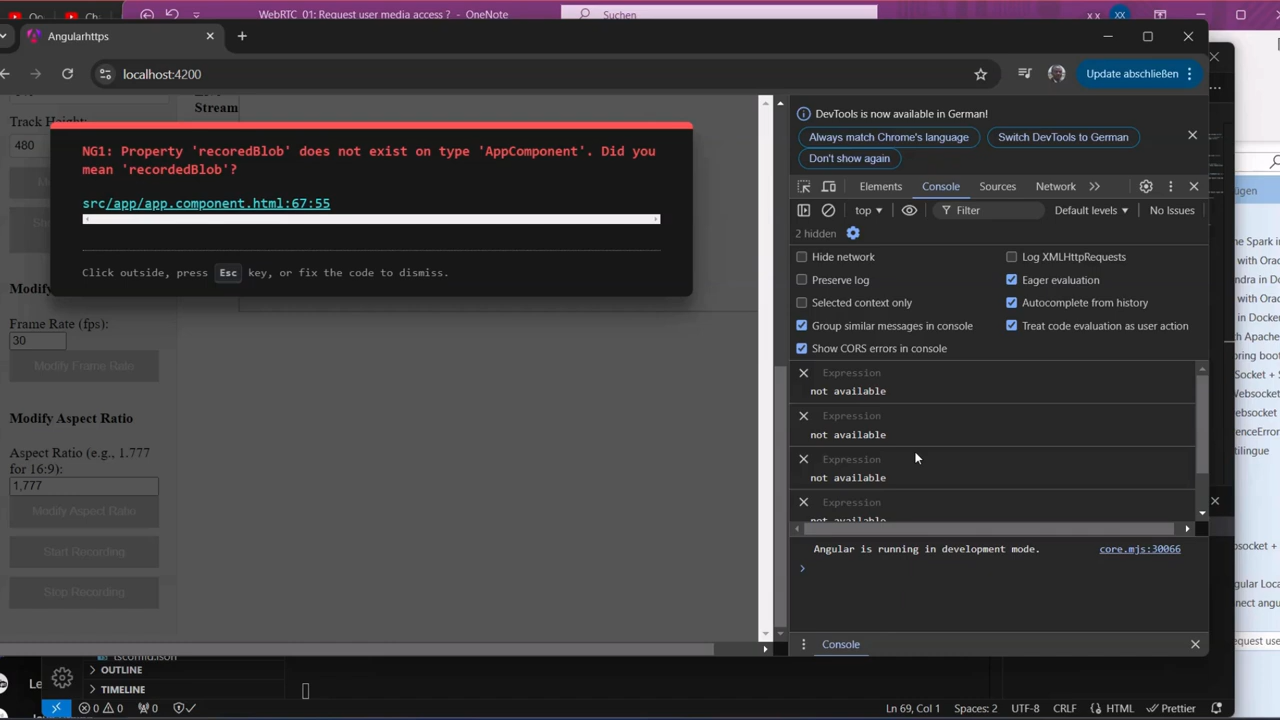 WebRTC_01: Request user media access ? - OneNote
Suchen
x x
XX
Angularhttps
localhost:4200
Update abschließen
Stream
Track Height:
480
NG1: Property 'recoredBlob' does not exist on type 'AppComponent'. Did you
mean 'recordedBlob'?
src/app/app.component.html:67:55
Click outside, press Esc key, or fix the code to dismiss.
Frame Rate (fps):
30
Modify Frame Rate
Modify Aspect Ratio
Aspect Ratio (e.g., 1.777
for 16:9):
1,777
Modify Aspect Ratio
Start Recording
Stop Recording
DevTools is now available in German!
Always match Chrome's language
Switch DevTools to German
Don't show again
Elements
Console
Sources
Network
top
Filter
Default levels
No Issues
2 hidden
Hide network
Log XMLHttpRequests
Preserve log
Eager evaluation
Selected context only
Autocomplete from history
Group similar messages in console
Treat code evaluation as user action
Show CORS errors in console
Expression
not available
Expression
not available
Expression
not available
Expression
not available
Angular is running in development mode.
core.mjs:30066
Console
OUTLINE
TIMELINE
0 0
0
Ln 69, Col 1
Spaces: 2
UTF-8
CRLF
HTML
Prettier